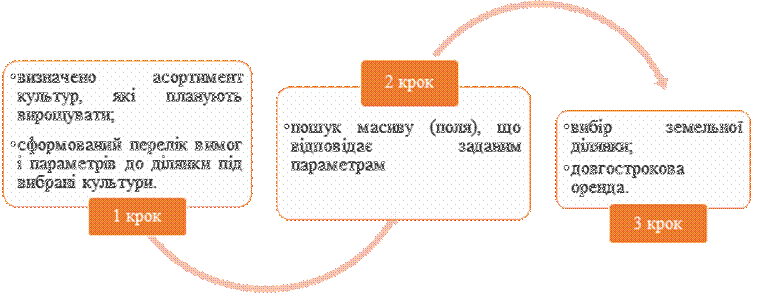 визначено асортимент
культур, які планують
вирощувати;
сформований перелік вимог
і параметрів до ділянки під
вибрані культури.
1 крок
2 крок
пошук масиву (поля), що
відповідає заданим
параметрам
вибір земельної
ділянки;
довгострокова
оренда.
3 крок